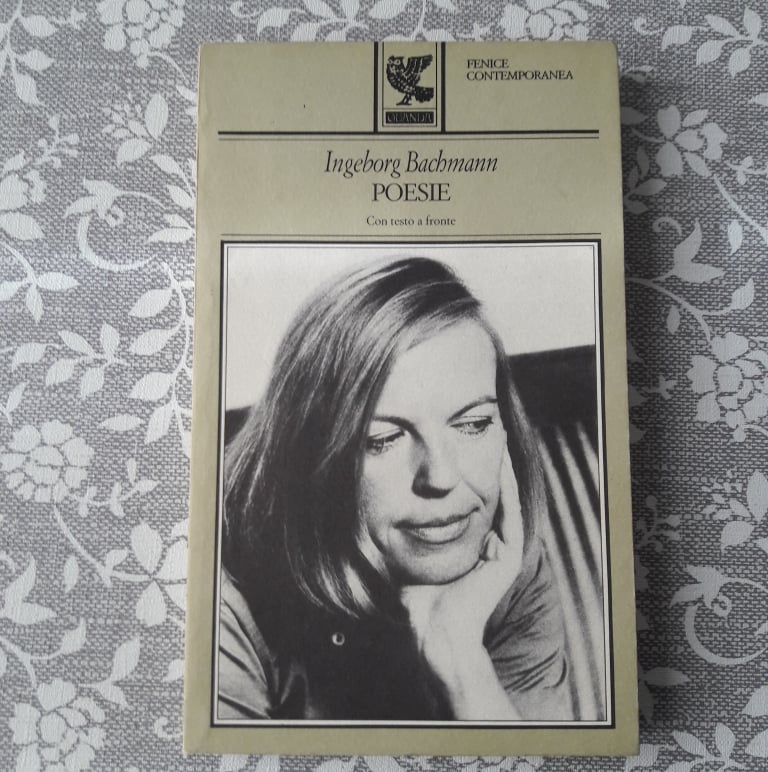 FENICE
CONTEMPORANEA
GUANDA
Ingeborg Bachmann
POESIE
Con testo a fronte